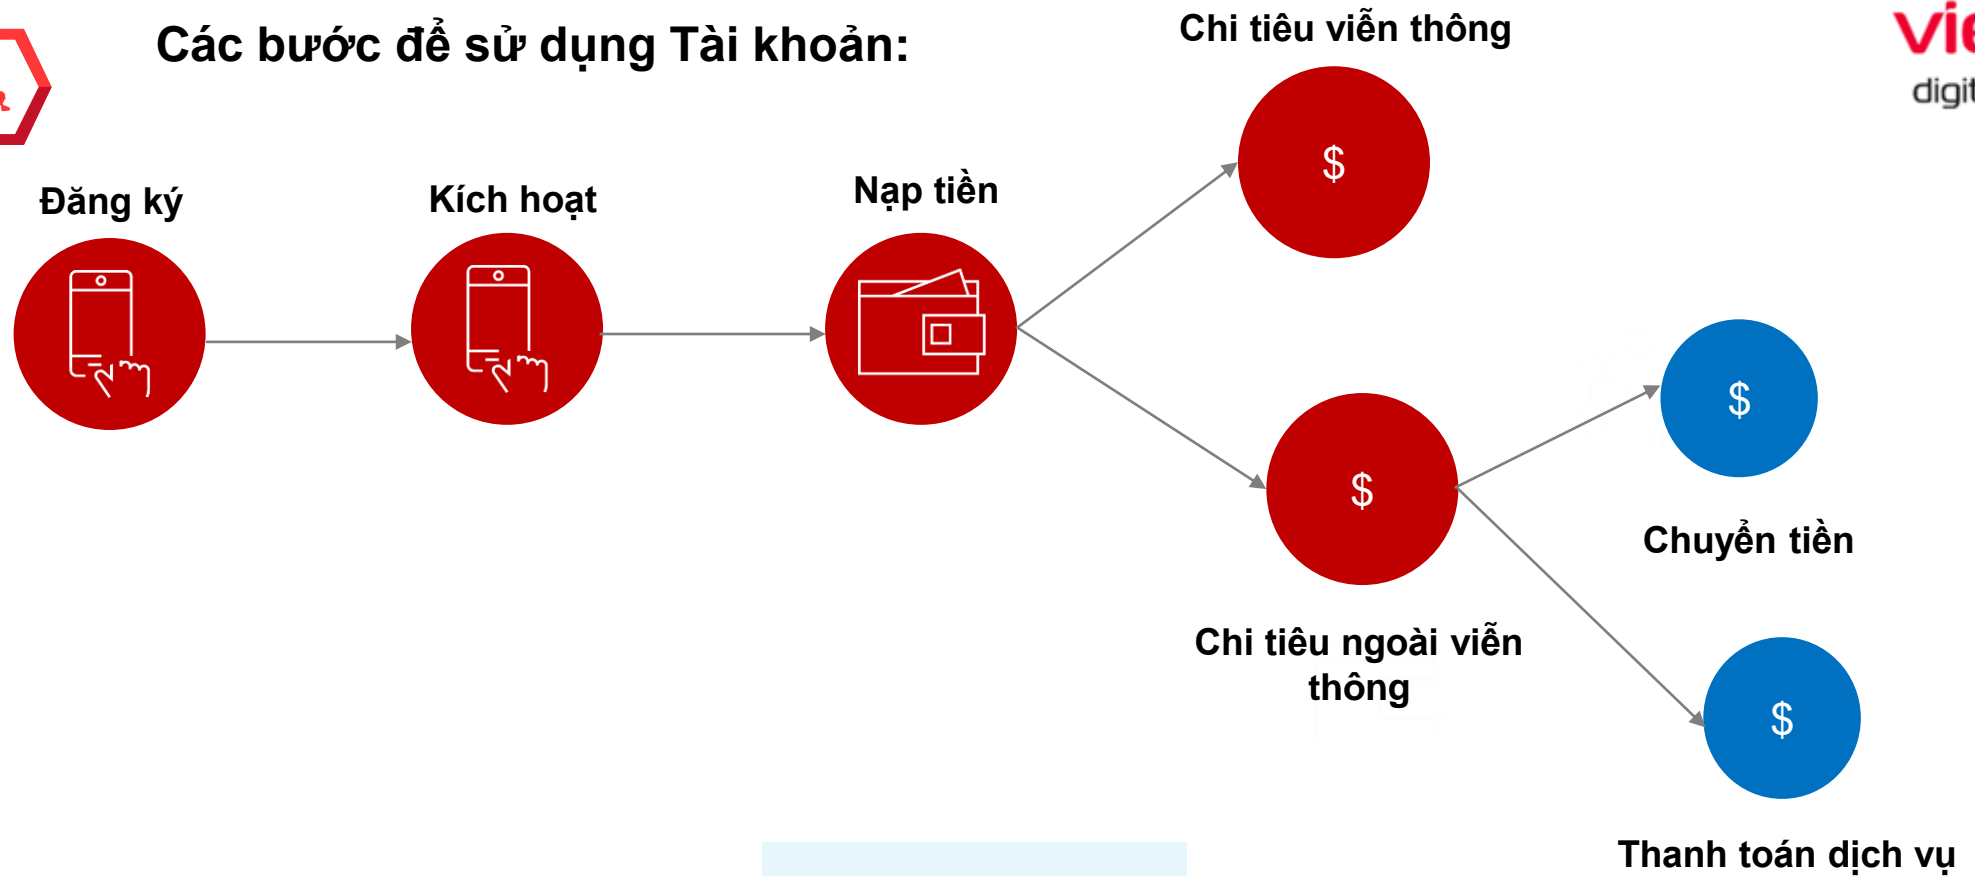 Các bước để sử dụng Tài khoản:
Chi tiêu viễn thông
Đăng ký
Kích hoạt
Nạp tiền
$
$
$
Chuyển tiền
Chi tiêu ngoài viễn
thông
$
Thanh toán dịch vụ